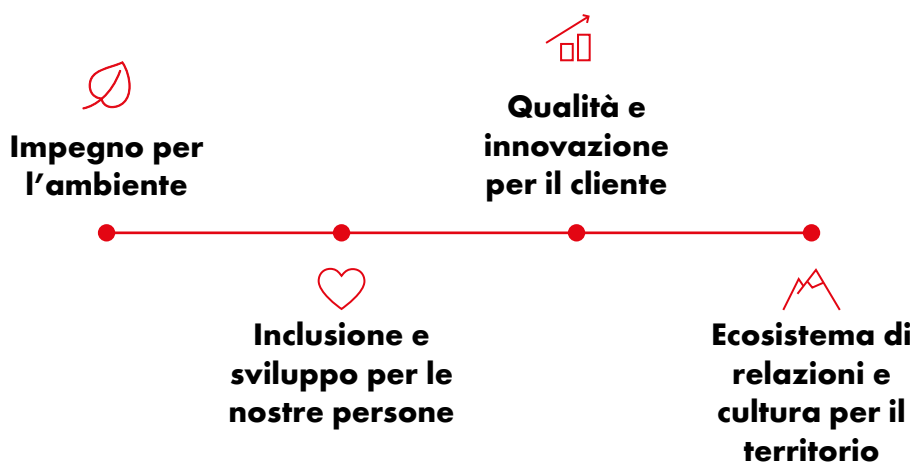 Impegno per
l’ambiente
Inclusione e
sviluppo per le
nostre persone
Qualità e
innovazione
per il cliente
Ecosistema di
relazioni e
cultura per il
territorio